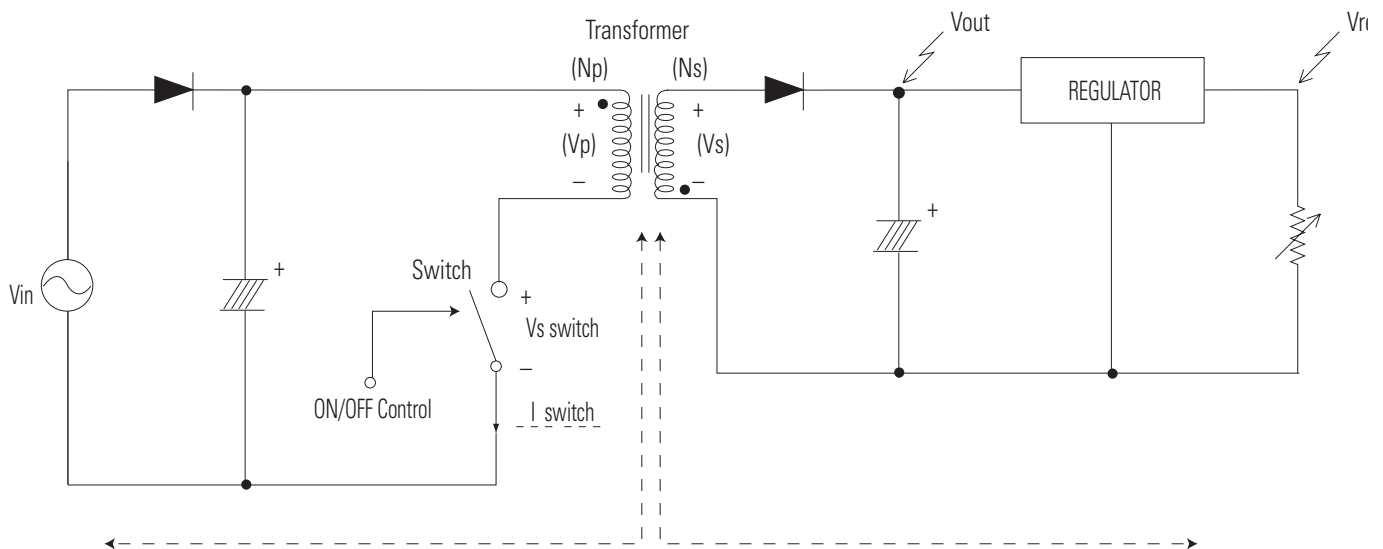 Transformer
Vout
(Np) (Ns)
REGULATOR
+ +
(Vp) (Vs)
– –
+ +
Vin
Switch
+
Vs switch
–
ON/OFF Control
I switch